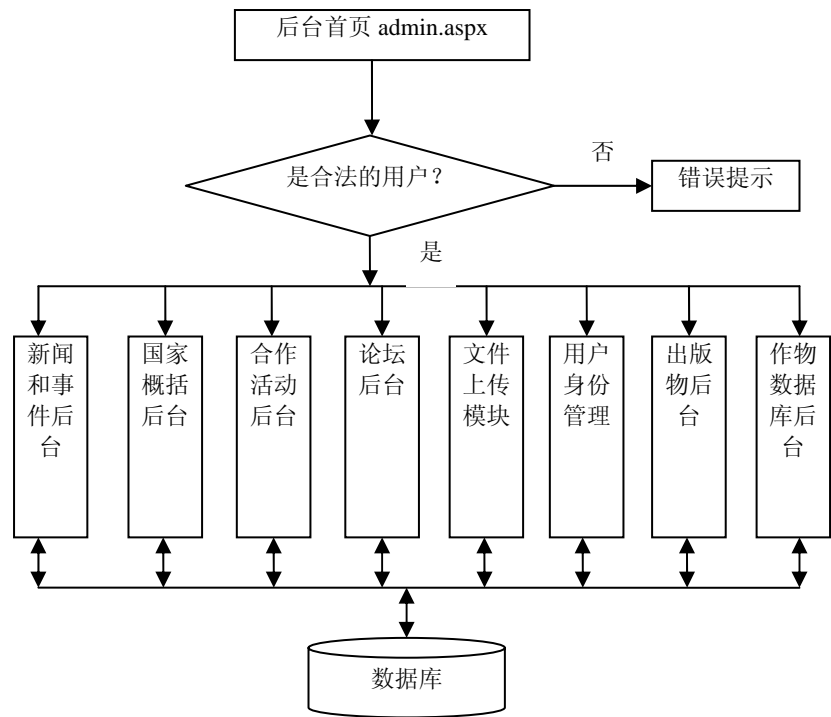 后台首页 admin.aspx
是合法的用户？
否
错误提示
是
新闻
和事
件后
台
国家
概括
后台
合作
活动
后台
论坛
后台
文件
上传
模块
用户
身份
管理
出版
物后
台
作物
数据
库后
台
数据库